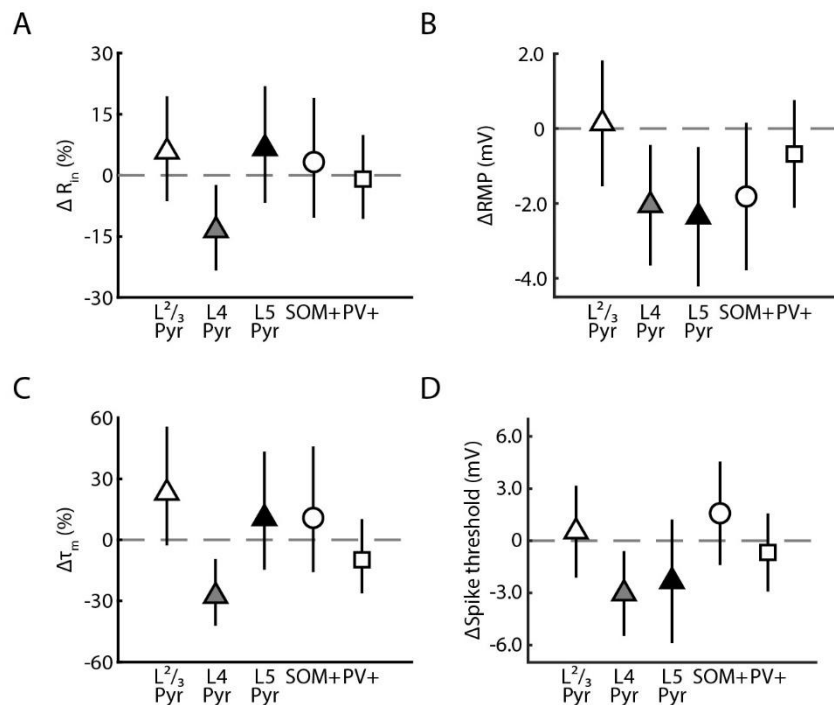 A
30
15
0
-15
-30
Δ R_in (%)
L²/₃ L4 L5 SOM+PV+
Pyr Pyr Pyr
B
2.0
0
-2.0
-4.0
ΔRMP (mV)
L²/₃ L4 L5 SOM+PV+
Pyr Pyr Pyr
C
60
30
0
-30
-60
Δτ_m (%)
L²/₃ L4 L5 SOM+PV+
Pyr Pyr Pyr
D
6.0
3.0
0
-3.0
-6.0
ΔSpike threshold (mV)
L²/₃ L4 L5 SOM+PV+
Pyr Pyr Pyr